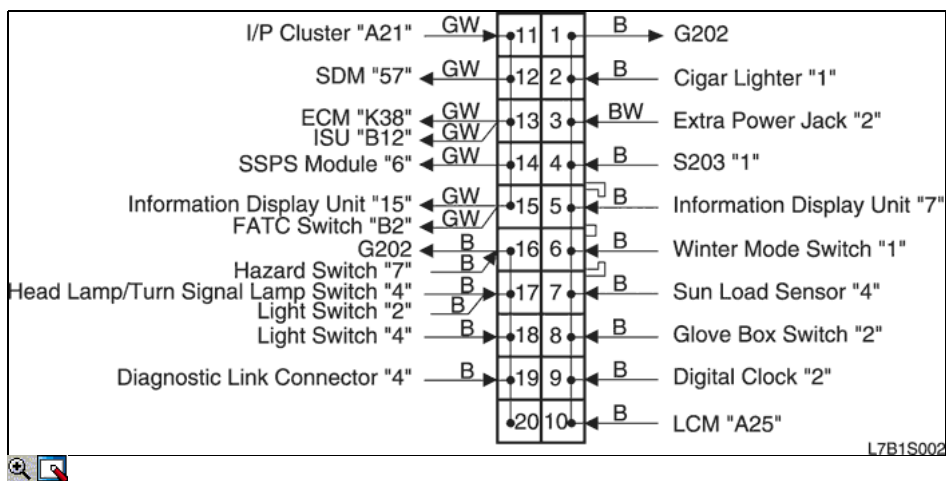 I/P Cluster "A21" GW 11 1 B G202
SDM "57" GW 12 2 B Cigar Lighter "1"
ECM "K38" GW 13 3 BW Extra Power Jack "2"
ISU "B12" GW
SSPS Module "6" GW 14 4 B S203 "1"
Information Display Unit "15" GW 15 5 B Information Display Unit "7"
FATC Switch "B2" GW
G202 B 16 6 B Winter Mode Switch "1"
Hazard Switch "7" B
Head Lamp/Turn Signal Lamp Switch "4" B 17 7 B Sun Load Sensor "4"
Light Switch "2" B
Light Switch "4" B 18 8 B Glove Box Switch "2"
Diagnostic Link Connector "4" B 19 9 B Digital Clock "2"
20 10 B LCM "A25"
L7B1S002